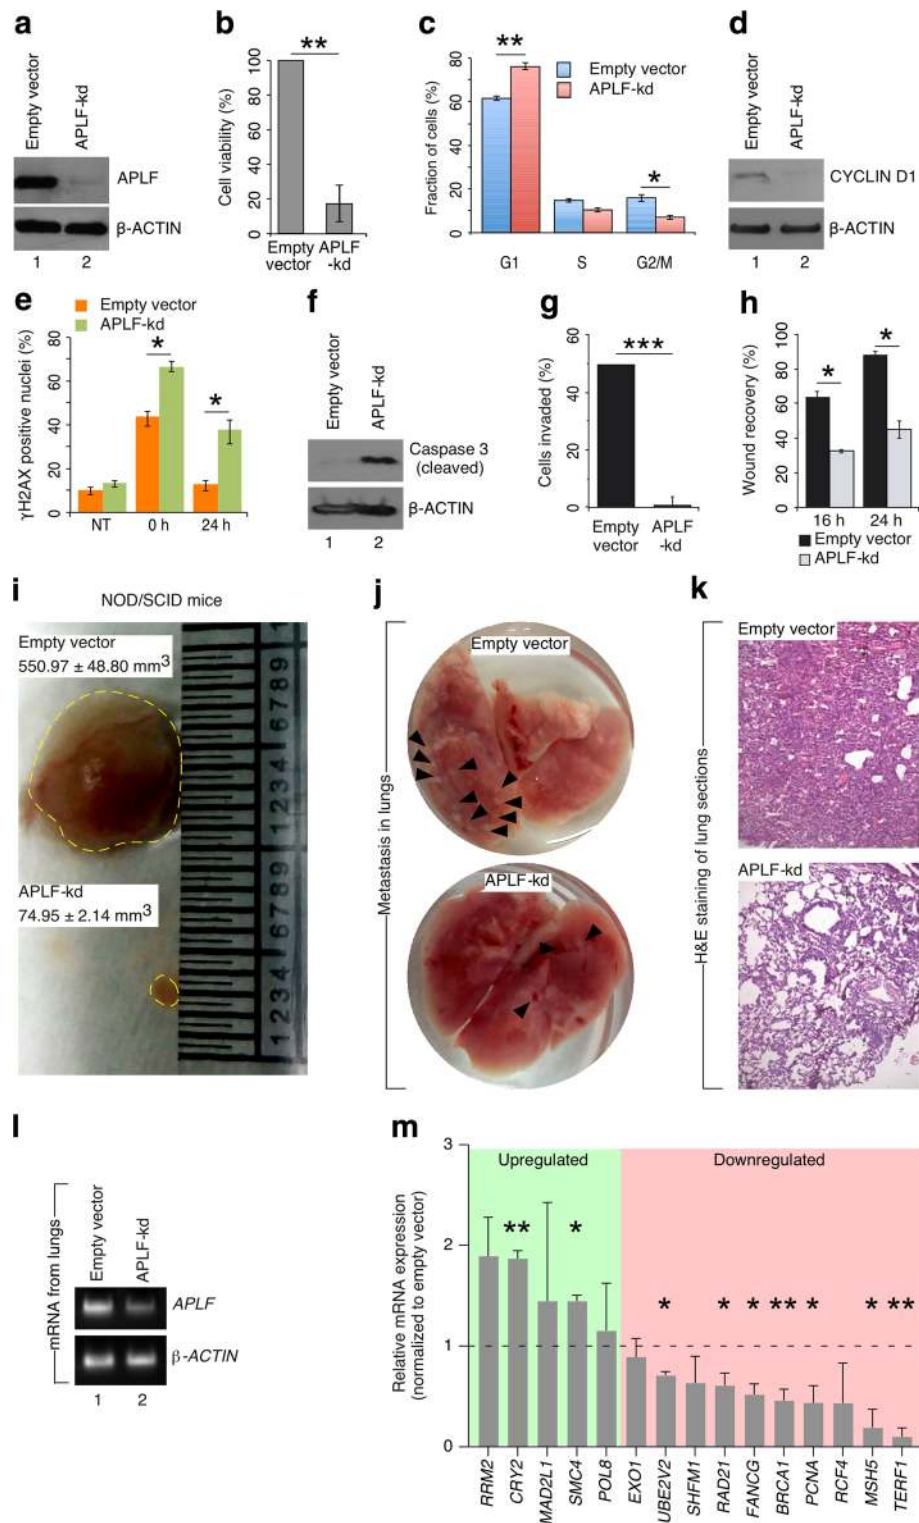 a
Empty vector
APLF-kd
APLF
β-ACTIN
1 2
b
**
Cell viability (%)
100
80
60
40
20
0
Empty vector
APLF -kd
c
**
*
Empty vector
APLF-kd
Fraction of cells (%)
80
60
40
20
0
G1 S G2/M
d
Empty vector
APLF-kd
CYCLIN D1
β-ACTIN
1 2
e
Empty vector
APLF-kd
γH2AX positive nuclei (%)
80
60
40
20
0
*
*
NT 0 h 24 h
f
Empty vector
APLF-kd
Caspase 3
(cleaved)
β-ACTIN
1 2
g
***
Cells invaded (%)
60
40
20
0
Empty vector
APLF -kd
h
*
*
Wound recovery (%)
100
80
60
40
20
0
16 h 24 h
Empty vector
APLF-kd
i
NOD/SCID mice
Empty vector
550.97 ± 48.80 mm3
APLF-kd
74.95 ± 2.14 mm3
j
Metastasis in lungs
Empty vector
APLF-kd
k
H&E staining of lung sections
Empty vector
APLF-kd
l
mRNA from lungs
Empty vector
APLF-kd
APLF
β-ACTIN
1 2
m
Relative mRNA expression
(normalized to empty vector)
3
2
1
0
Upregulated Downregulated
** * * * * ** * * **
RRM2
CRY2
MAD2L1
SMC4
POL8
EXO1
UBE2V2
SHFM1
RAD21
FANCG
BRCA1
PCNA
RCF4
MSH5
TERF1